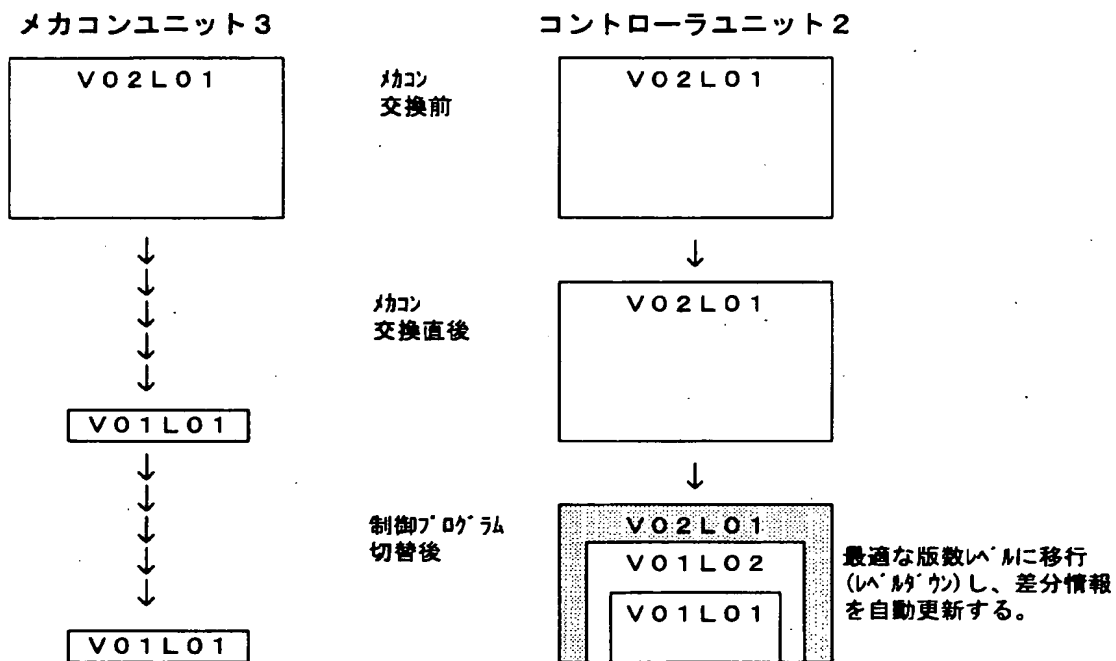 メカコンユニット3 コントローラユニット2
V02L01 ﾒｶｺﾝ V02L01
交換前
↓ ↓
↓
↓ ﾒｶｺﾝ V02L01
↓ 交換直後
↓
V01L01
↓ ↓
↓
↓ 制御ﾌﾟﾛｸﾞﾗﾑ V02L01
↓ 切替後 V01L02 最適な版数ﾚﾍﾞﾙに移行
↓ (ﾚﾍﾞﾙﾀﾞｳﾝ)し、差分情報
V01L01 V01L01 を自動更新する。